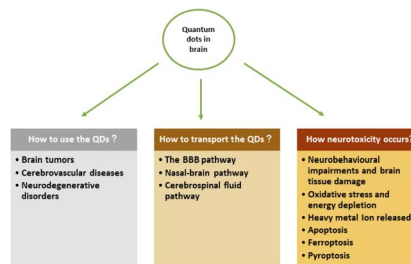 Quantum
dots in
brain
How to use the QDs ?
• Brain tumors
• Cerebrovascular diseases
• Neurodegenerative
disorders
How to transport the QDs ?
• The BBB pathway
• Nasal-brain pathway
• Cerebrospinal fluid
pathway
How neurotoxicity occurs?
• Neurobehavioural
impairments and brain
tissue damage
• Oxidative stress and
energy depletion
• Heavy metal Ion released
• Apoptosis
• Ferroptosis
• Pyroptosis